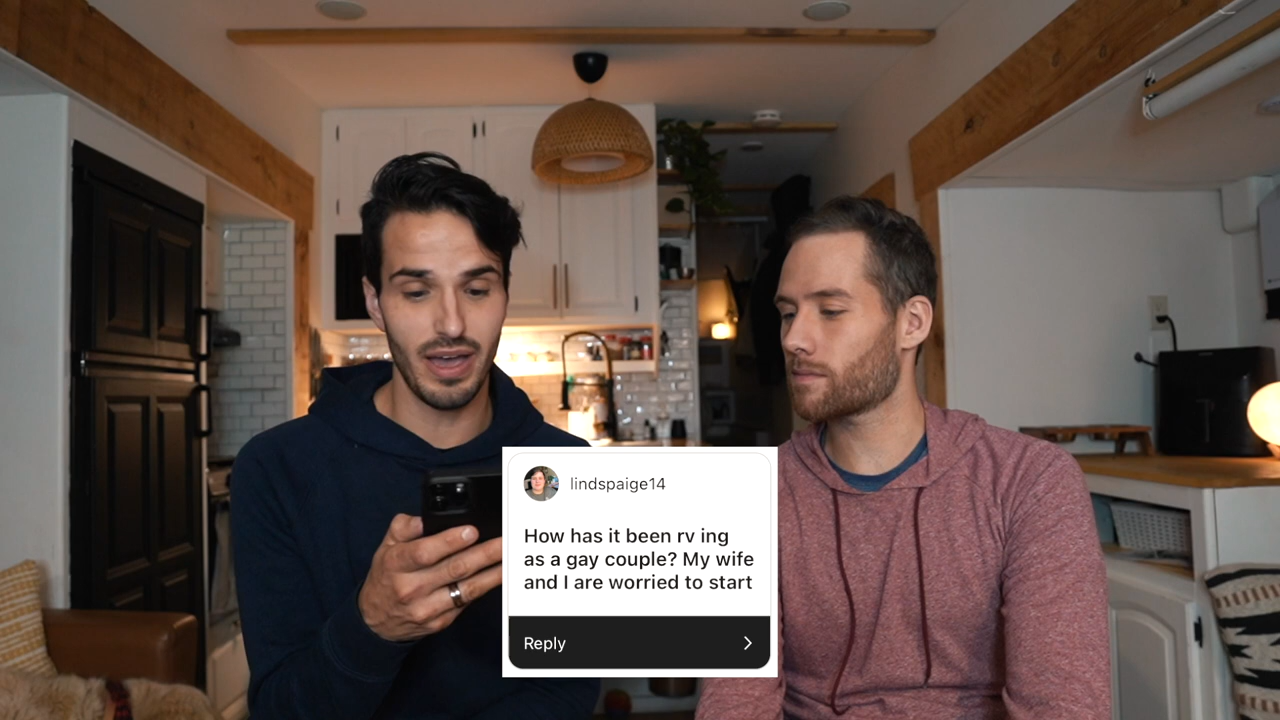 lindspaige14
How has it been rv ing
as a gay couple? My wife
and I are worried to start
Reply